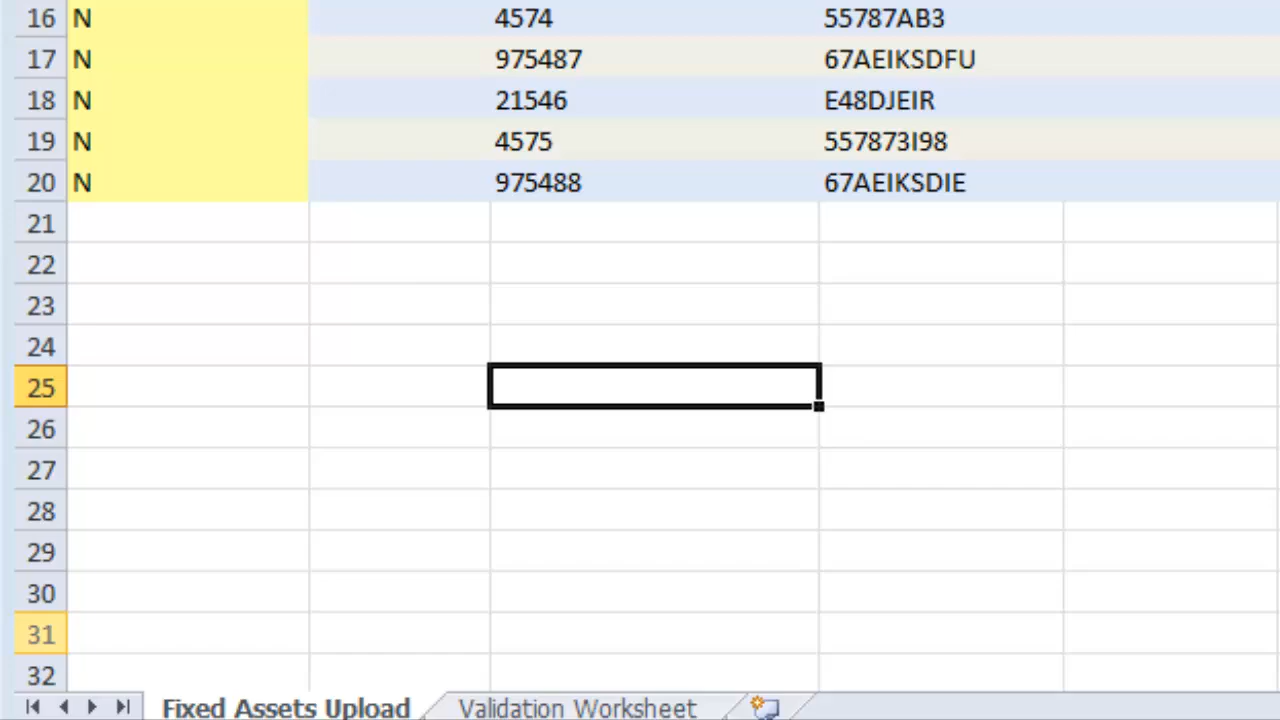 16 N 4574 55787AB3
17 N 975487 67AEIKSDFU
18 N 21546 E48DJEIR
19 N 4575 557873I98
20 N 975488 67AEIKSDIE
21
22
23
24
25
26
27
28
29
30
31
32
Fixed Assets Upload Validation Worksheet